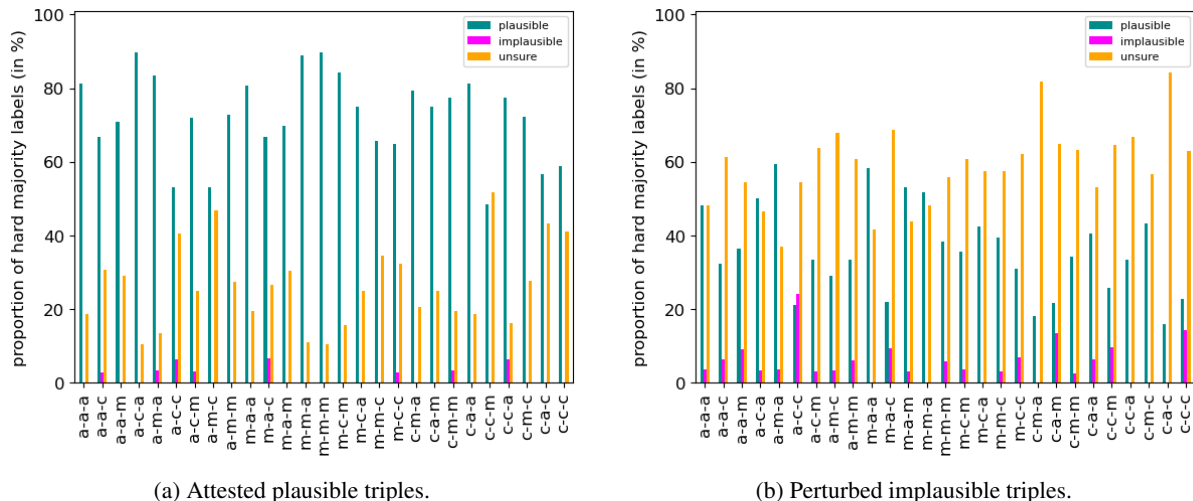 proportion of hard majority labels (in %)
100
80
60
40
20
0
plausible
implausible
unsure
a-a-a
a-a-c
a-a-m
a-c-a
a-m-a
a-c-c
a-c-m
a-m-c
a-m-m
m-a-a
m-a-c
m-a-m
m-m-a
m-m-m
m-c-m
m-c-a
m-m-c
m-c-c
c-m-a
c-a-m
c-m-m
c-a-a
c-c-m
c-c-a
c-m-c
c-a-c
c-c-c
(a) Attested plausible triples.
proportion of hard majority labels (in %)
100
80
60
40
20
0
plausible
implausible
unsure
a-a-a
a-a-c
a-a-m
a-c-a
a-m-a
a-c-c
a-c-m
a-m-c
a-m-m
m-a-a
m-a-c
m-a-m
m-m-a
m-m-m
m-c-m
m-c-a
m-m-c
m-c-c
c-m-a
c-a-m
c-m-m
c-a-a
c-c-m
c-c-a
c-m-c
c-a-c
c-c-c
(b) Perturbed implausible triples.